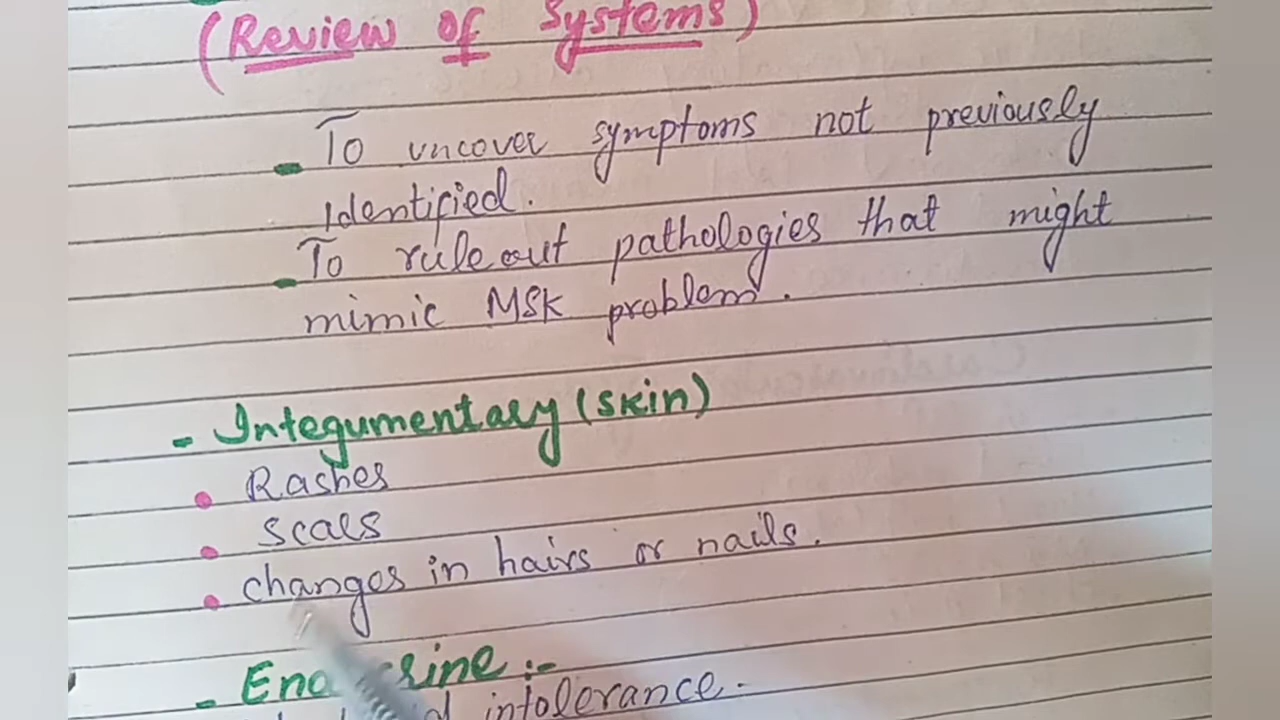 (Review of Systems)
- To uncover symptoms not previously
identified.
- To rule out pathologies that might
mimic MSK problem.
- Integumentary (skin)
• Rashes
• scars
• changes in hairs or nails.
- Endocrine :-
intolerance.